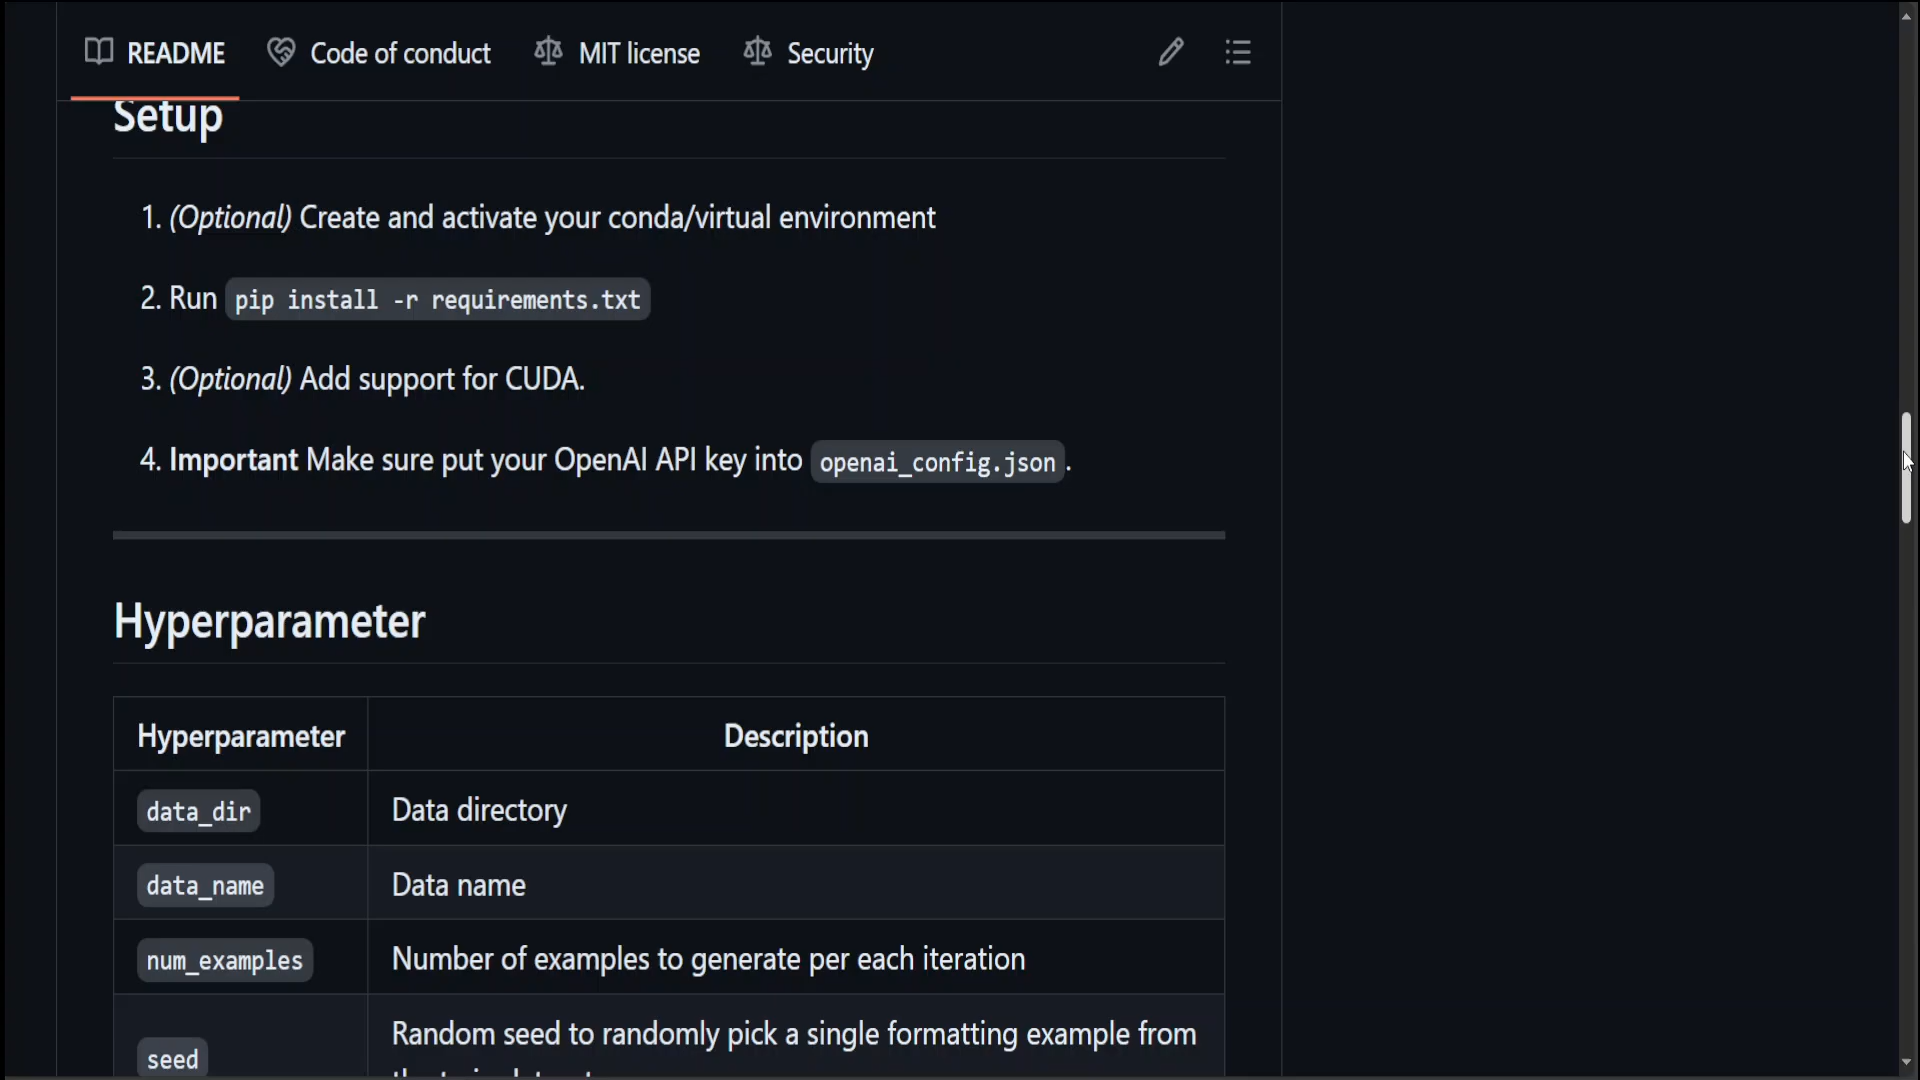 README Code of conduct MIT license Security
Setup
1. (Optional) Create and activate your conda/virtual environment
2. Run pip install -r requirements.txt
3. (Optional) Add support for CUDA.
4. Important Make sure put your OpenAI API key into openai_config.json.
Hyperparameter
Hyperparameter Description
data_dir Data directory
data_name Data name
num_examples Number of examples to generate per each iteration
seed Random seed to randomly pick a single formatting example from